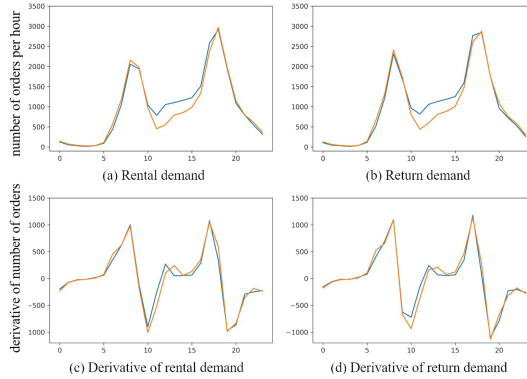 number of orders per hour
3500
3000
2500
2000
1500
1000
500
0
0 5 10 15 20
(a) Rental demand
3500
3000
2500
2000
1500
1000
500
0
0 5 10 15 20
(b) Return demand
derivative of number of orders
1500
1000
500
0
−500
−1000
0 5 10 15 20
(c) Derivative of rental demand
1500
1000
500
0
−500
−1000
0 5 10 15 20
(d) Derivative of return demand